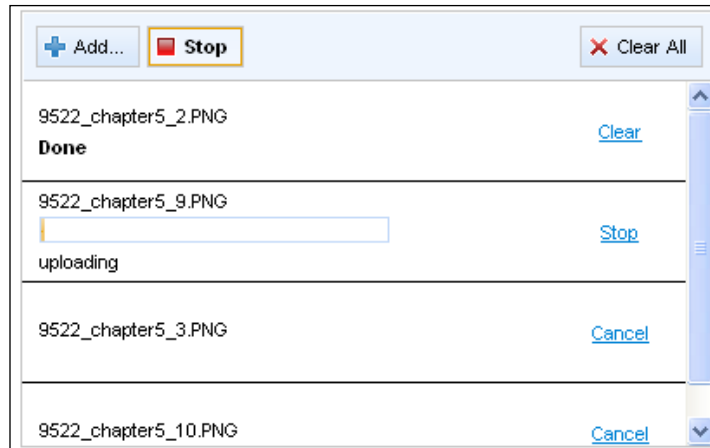 Add... Stop Clear All
9522_chapter5_2.PNG
Done
Clear
9522_chapter5_9.PNG
uploading
Stop
9522_chapter5_3.PNG
Cancel
9522_chapter5_10.PNG
Cancel